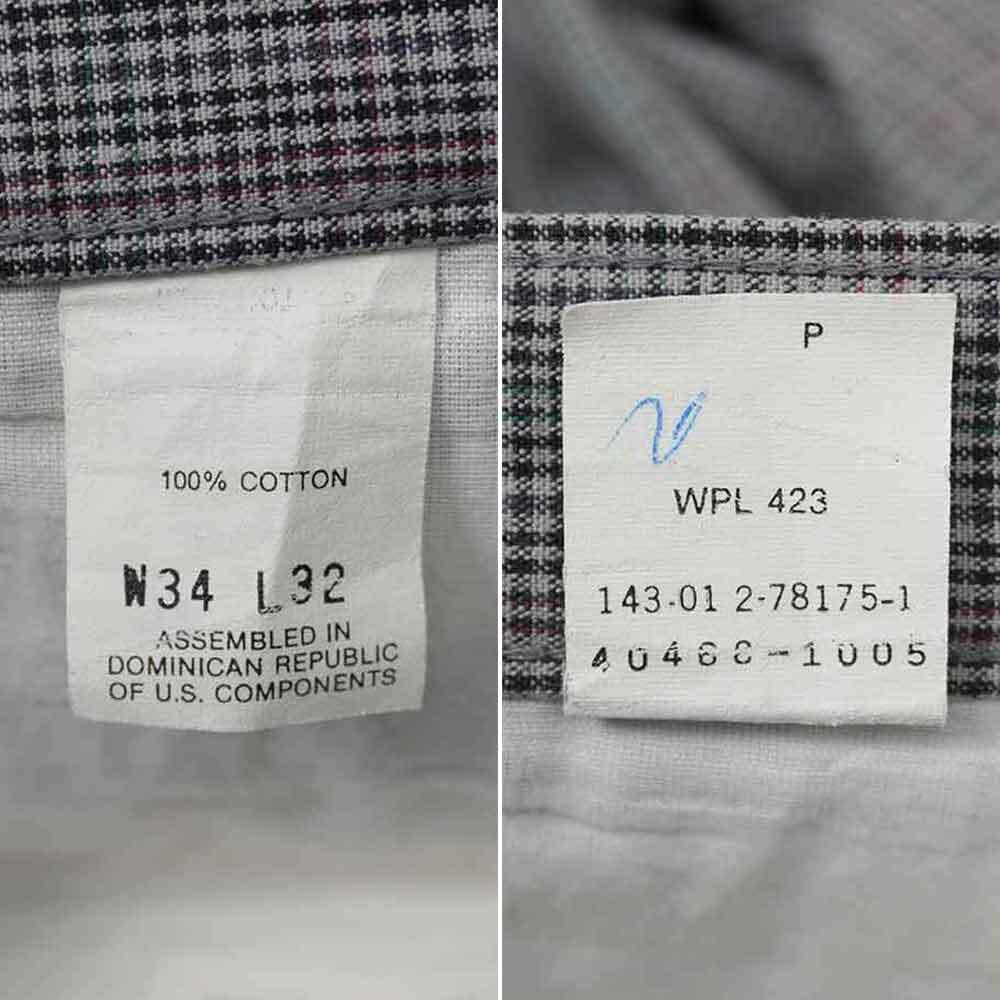 100% COTTON
W34 L32
ASSEMBLED IN
DOMINICAN REPUBLIC
OF U.S. COMPONENTS
P
WPL 423
143-01 2-78175-1